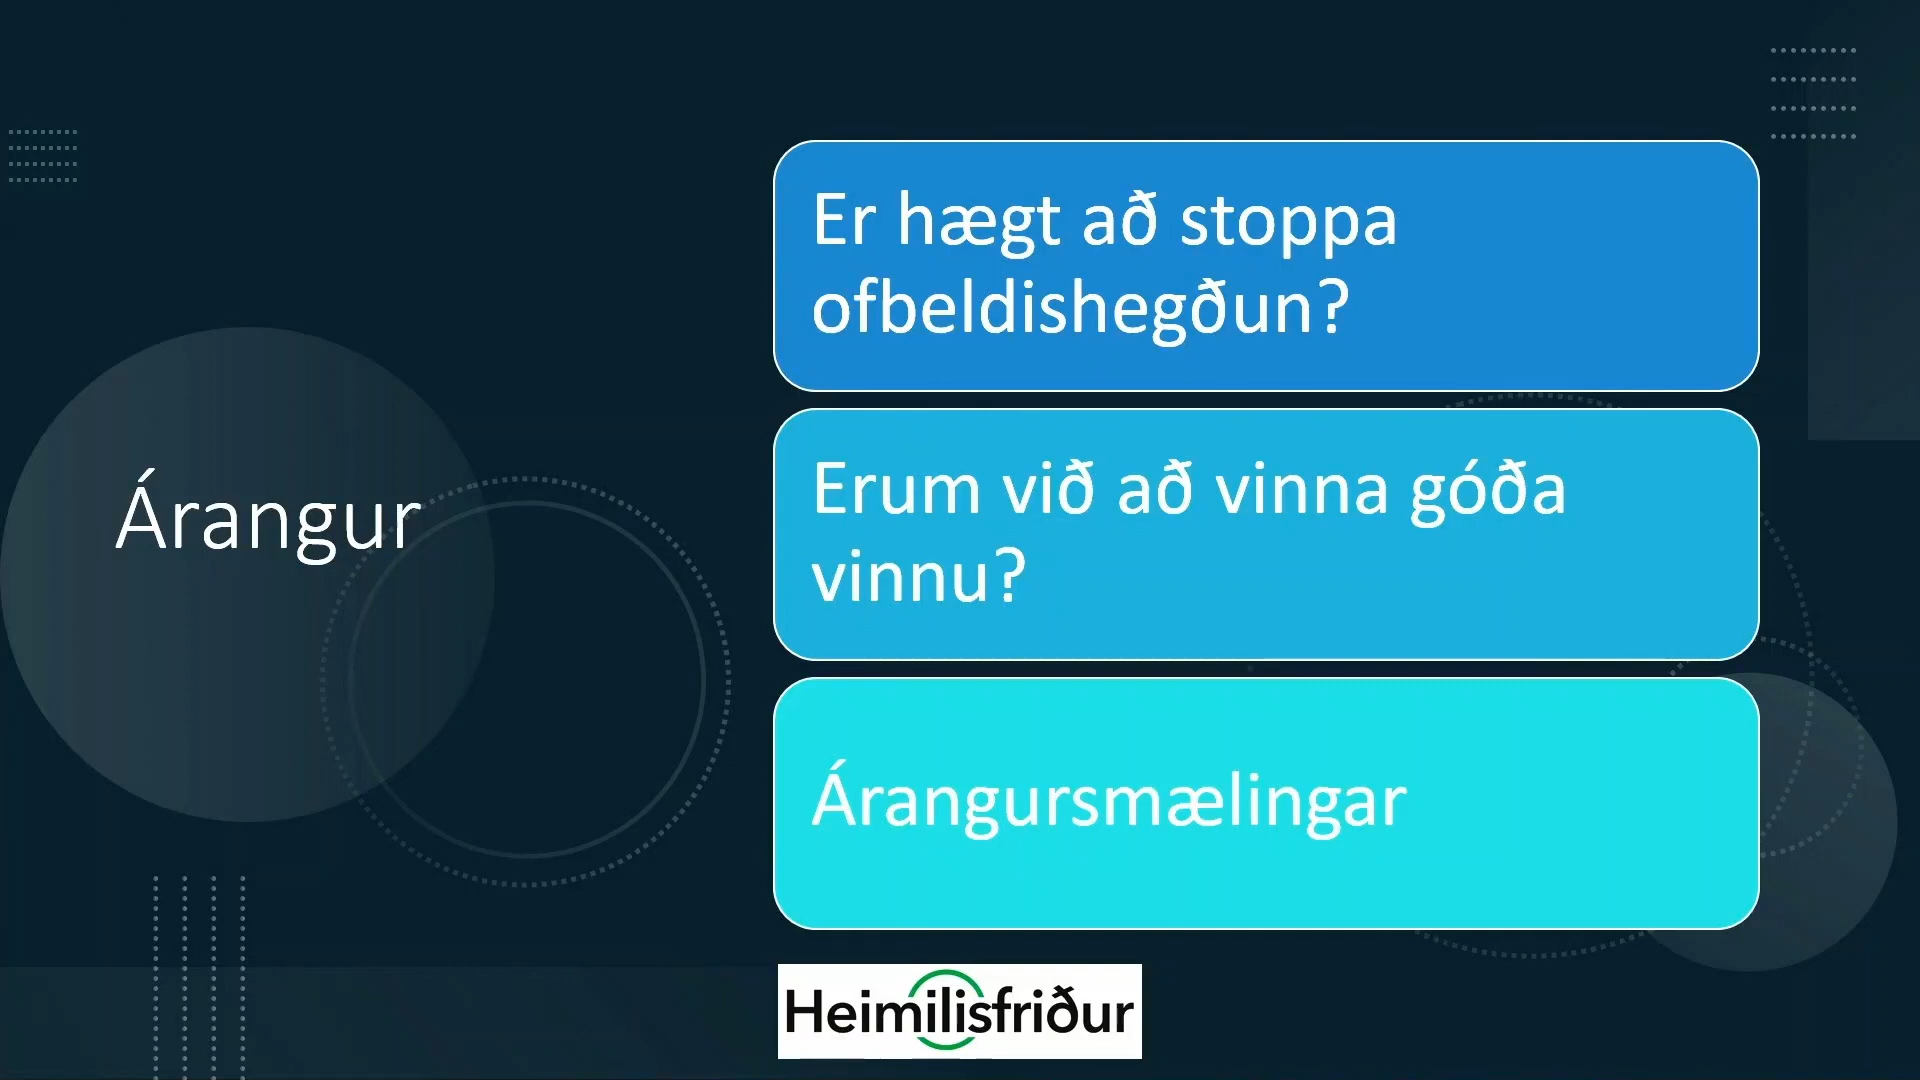 Árangur
Er hægt að stoppa
ofbeldishegðun?
Erum við að vinna góða
vinnu?
Árangursmælingar
Heimilisfriður